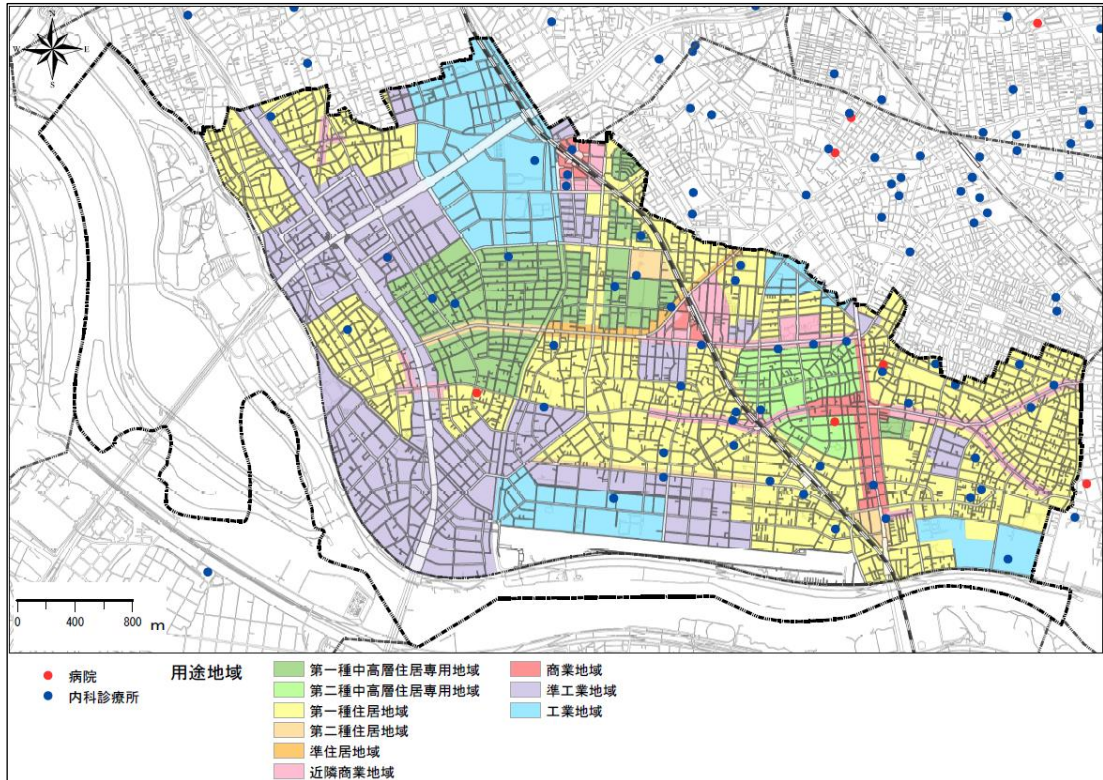 N
W
E
S
0 400 800 m
病院
内科診療所
用途地域
第一種中高層住居専用地域
第二種中高層住居専用地域
第一種住居地域
第二種住居地域
準住居地域
近隣商業地域
商業地域
準工業地域
工業地域